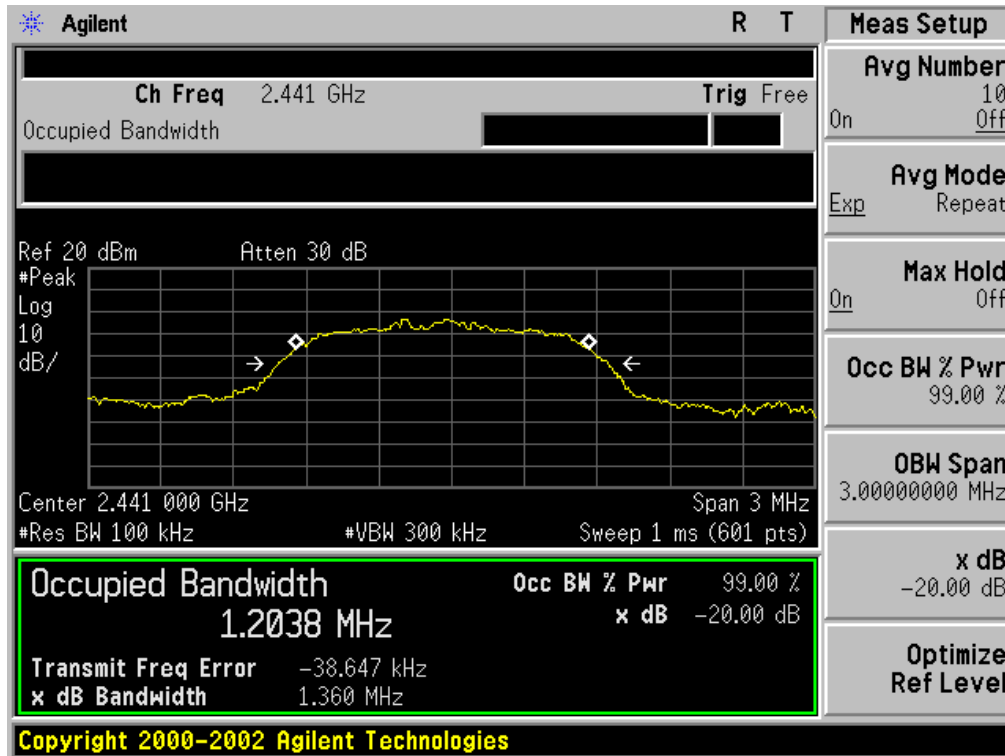 Agilent R T
Ch Freq 2.441 GHz Trig Free
Occupied Bandwidth
Ref 20 dBm Atten 30 dB
#Peak
Log
10
dB/
Center 2.441 000 GHz Span 3 MHz
#Res BW 100 kHz #VBW 300 kHz Sweep 1 ms (601 pts)
Occupied Bandwidth
1.2038 MHz
Occ BW % Pwr 99.00 %
x dB -20.00 dB
Transmit Freq Error -38.647 kHz
x dB Bandwidth 1.360 MHz
Copyright 2000-2002 Agilent Technologies
Meas Setup
Avg Number
10
On Off
Avg Mode
Exp Repeat
Max Hold
On Off
Occ BW % Pwr
99.00 %
OBW Span
3.00000000 MHz
x dB
-20.00 dB
Optimize
Ref Level